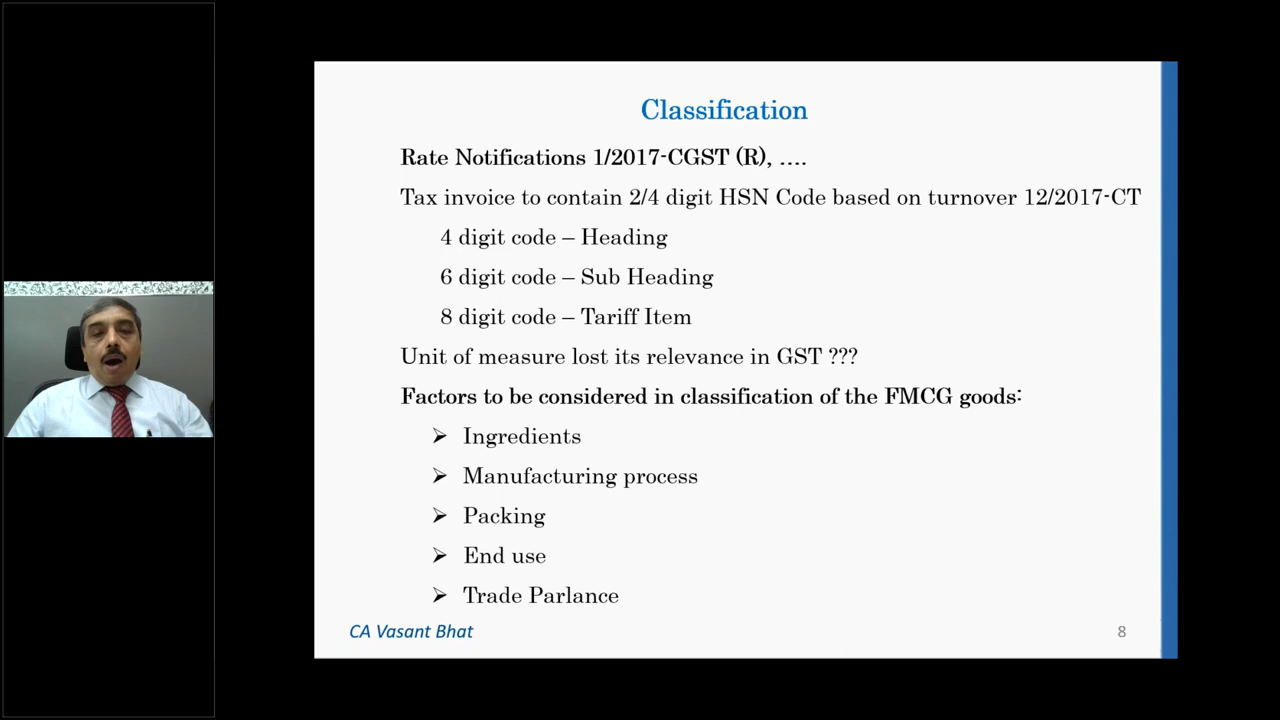 Classification
Rate Notifications 1/2017-CGST (R), ....
Tax invoice to contain 2/4 digit HSN Code based on turnover 12/2017-CT
4 digit code – Heading
6 digit code – Sub Heading
8 digit code – Tariff Item
Unit of measure lost its relevance in GST ???
Factors to be considered in classification of the FMCG goods:
➢ Ingredients
➢ Manufacturing process
➢ Packing
➢ End use
➢ Trade Parlance
CA Vasant Bhat
8